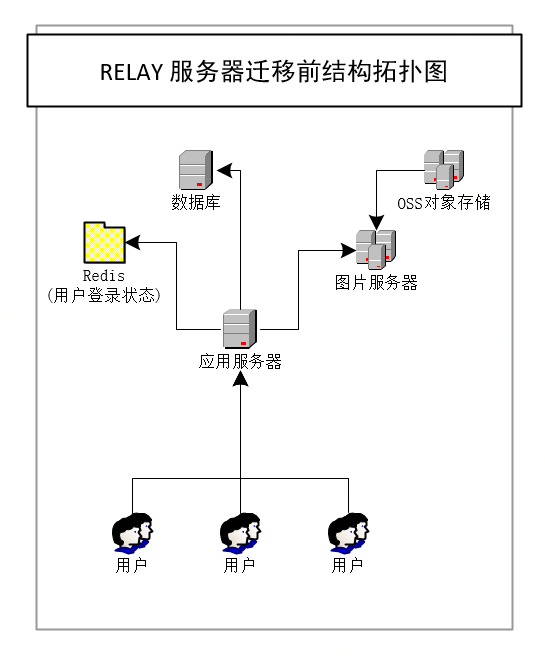 RELAY 服务器迁移前结构拓扑图
数据库
OSS对象存储
Redis
(用户登录状态)
图片服务器
应用服务器
用户
用户
用户